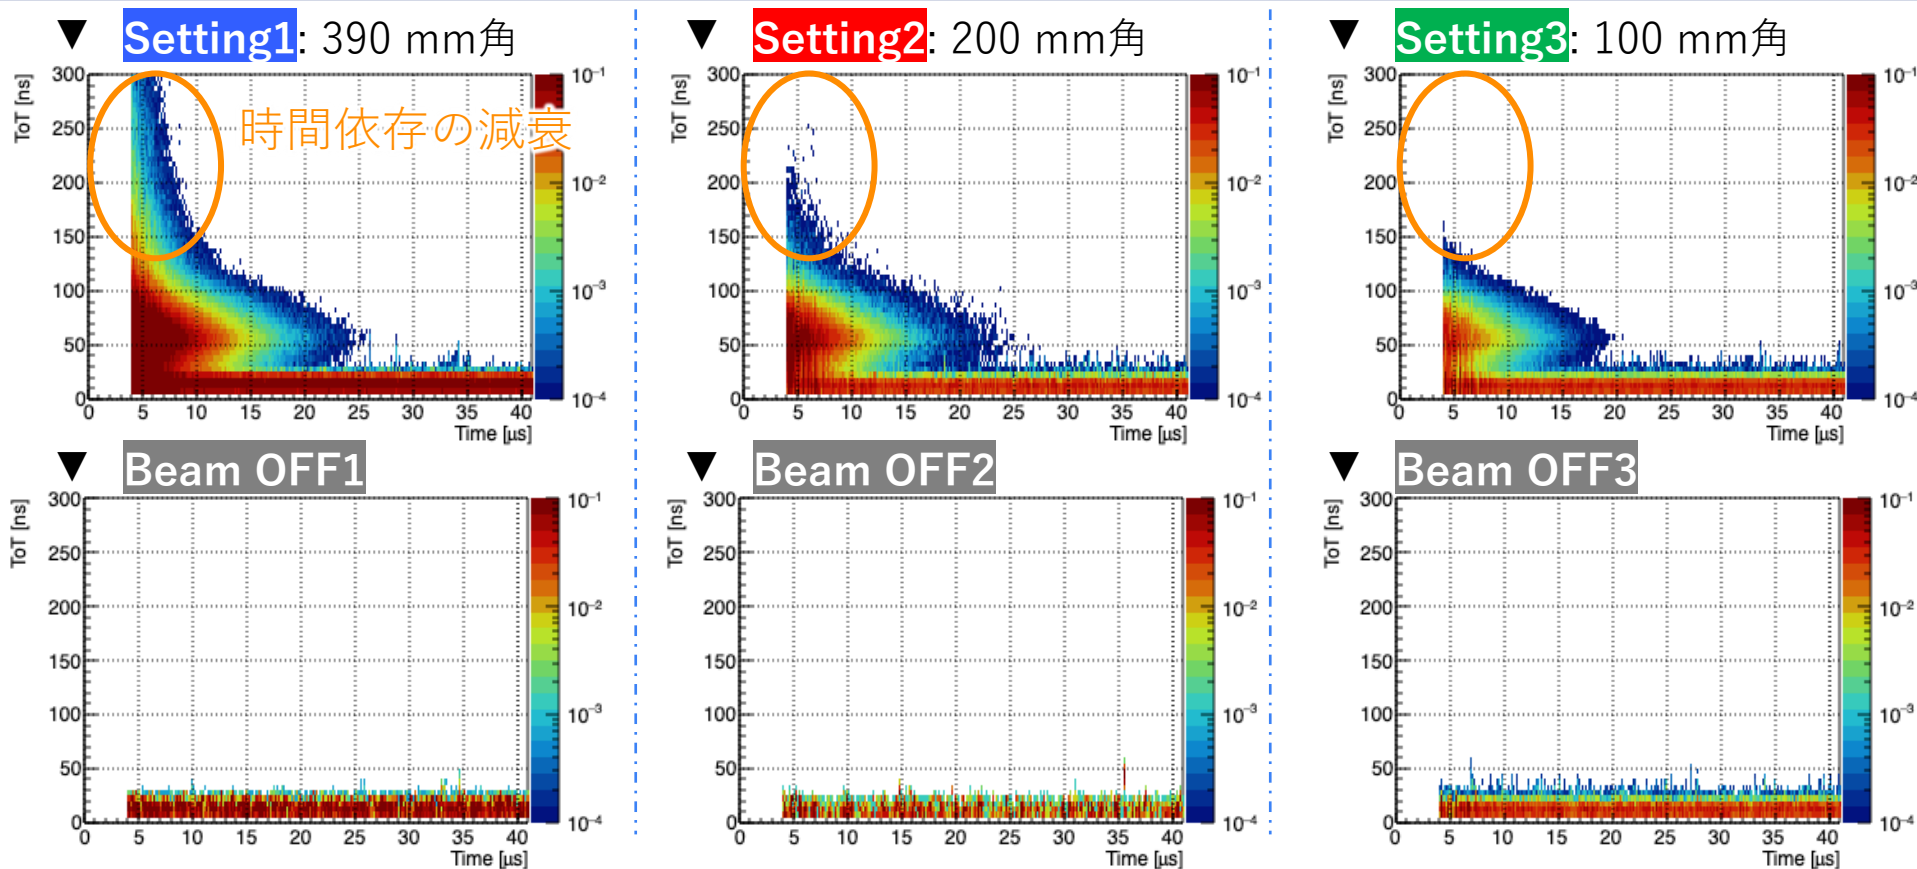 ▼ Setting1: 390 mm角
▼ Setting2: 200 mm角
▼ Setting3: 100 mm角
ToT [ns]
300
250
200
150
100
50
0
0 5 10 15 20 25 30 35 40
Time [μs]
10⁻¹
10⁻²
10⁻³
10⁻⁴
時間依存の減衰
ToT [ns]
300
250
200
150
100
50
0
0 5 10 15 20 25 30 35 40
Time [μs]
10⁻¹
10⁻²
10⁻³
10⁻⁴
ToT [ns]
300
250
200
150
100
50
0
0 5 10 15 20 25 30 35 40
Time [μs]
10⁻¹
10⁻²
10⁻³
10⁻⁴
▼ Beam OFF1
▼ Beam OFF2
▼ Beam OFF3
ToT [ns]
300
250
200
150
100
50
0
0 5 10 15 20 25 30 35 40
Time [μs]
10⁻¹
10⁻²
10⁻³
10⁻⁴
ToT [ns]
300
250
200
150
100
50
0
0 5 10 15 20 25 30 35 40
Time [μs]
10⁻¹
10⁻²
10⁻³
10⁻⁴
ToT [ns]
300
250
200
150
100
50
0
0 5 10 15 20 25 30 35 40
Time [μs]
10⁻¹
10⁻²
10⁻³
10⁻⁴